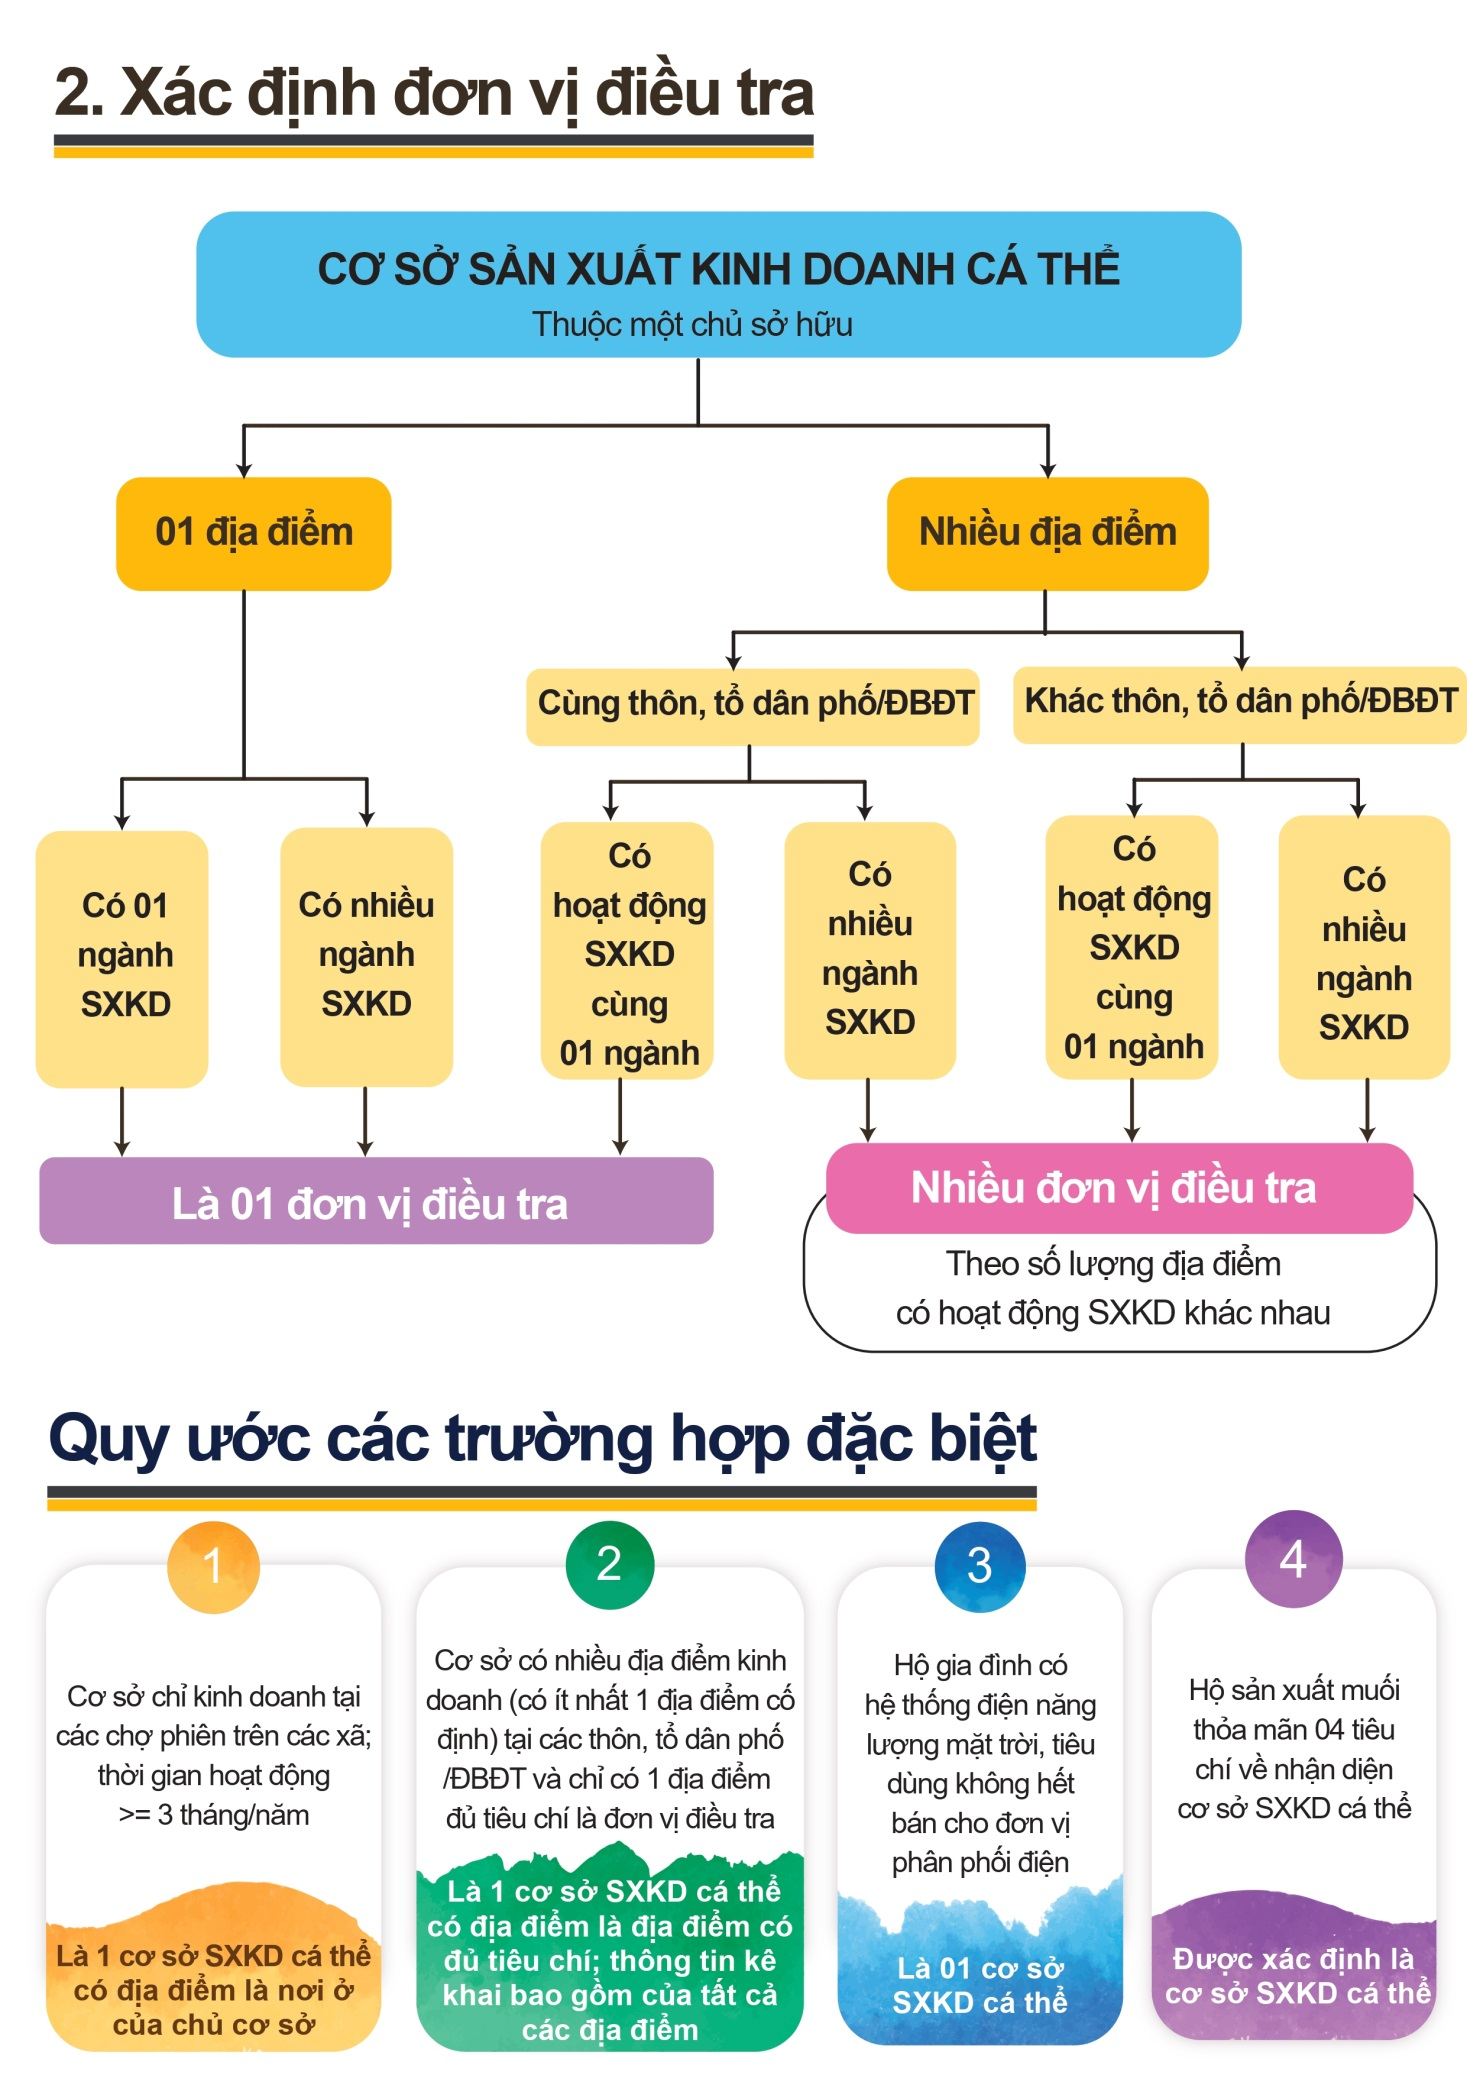 2. Xác định đơn vị điều tra
CƠ SỞ SẢN XUẤT KINH DOANH CÁ THỂ
Thuộc một chủ sở hữu
01 địa điểm
Nhiều địa điểm
Cùng thôn, tổ dân phố/ĐBĐT
Khác thôn, tổ dân phố/ĐBĐT
Có 01
ngành
SXKD
Có nhiều
ngành
SXKD
Có
hoạt động
SXKD
cùng
01 ngành
Có
nhiều
ngành
SXKD
Có
hoạt động
SXKD
cùng
01 ngành
Có
nhiều
ngành
SXKD
Là 01 đơn vị điều tra
Nhiều đơn vị điều tra
Theo số lượng địa điểm
có hoạt động SXKD khác nhau
Quy ước các trường hợp đặc biệt
1
Cơ sở chỉ kinh doanh tại
các chợ phiên trên các xã;
thời gian hoạt động
>= 3 tháng/năm
Là 1 cơ sở SXKD cá thể
có địa điểm là nơi ở
của chủ cơ sở
2
Cơ sở có nhiều địa điểm kinh
doanh (có ít nhất 1 địa điểm cố
định) tại các thôn, tổ dân phố
/ĐBĐT và chỉ có 1 địa điểm
đủ tiêu chí là đơn vị điều tra
Là 1 cơ sở SXKD cá thể
có địa điểm là địa điểm có
đủ tiêu chí; thông tin kê
khai bao gồm của tất cả
các địa điểm
3
Hộ gia đình có
hệ thống điện năng
lượng mặt trời, tiêu
dùng không hết
bán cho đơn vị
phân phối điện
Là 01 cơ sở
SXKD cá thể
4
Hộ sản xuất muối
thỏa mãn 04 tiêu
chí về nhận diện
cơ sở SXKD cá thể
Được xác định là
cơ sở SXKD cá thể